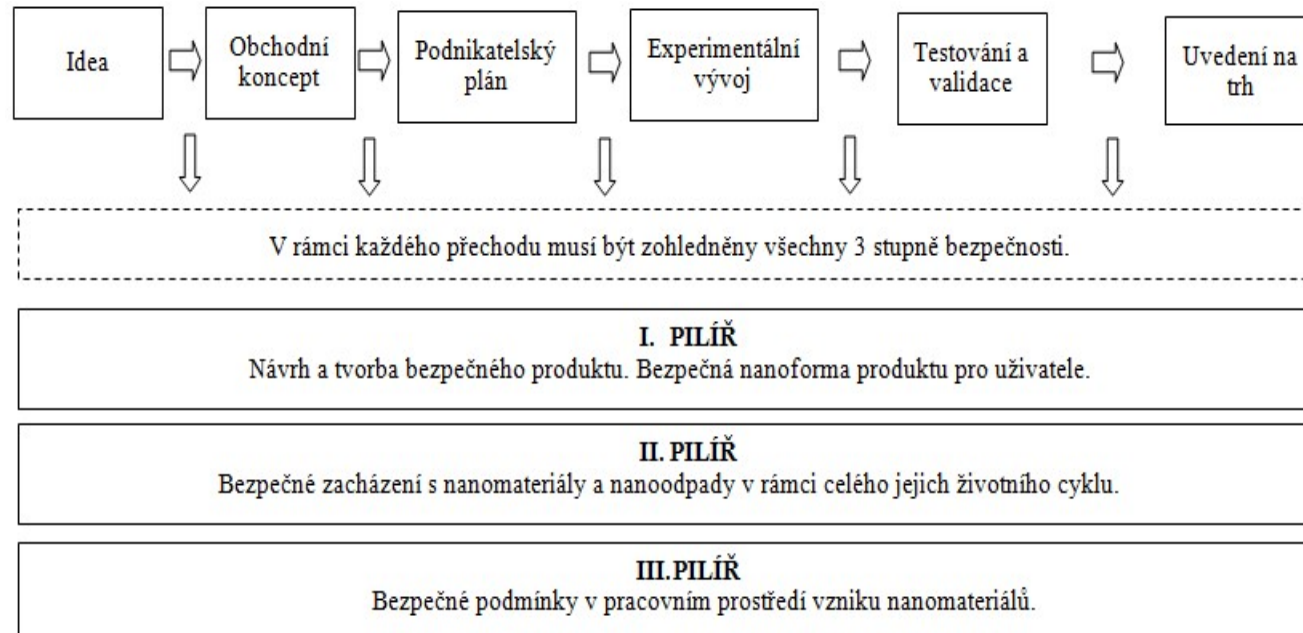 Idea
Obchodní
koncept
Podnikatelský
plán
Experimentální
vývoj
Testování a
validace
Uvedení na
trh
V rámci každého přechodu musí být zohledněny všechny 3 stupně bezpečnosti.
I. PILÍŘ
Návrh a tvorba bezpečného produktu. Bezpečná nanoforma produktu pro uživatele.
II. PILÍŘ
Bezpečné zacházení s nanomateriály a nanoodpady v rámci celého jejich životního cyklu.
III.PILÍŘ
Bezpečné podmínky v pracovním prostředí vzniku nanomateriálů.